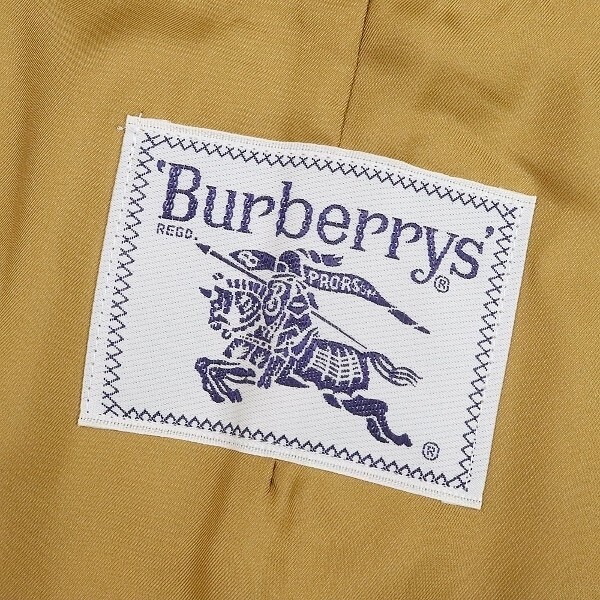 'Burberrys'
REGD. ®
PRORSUM
®